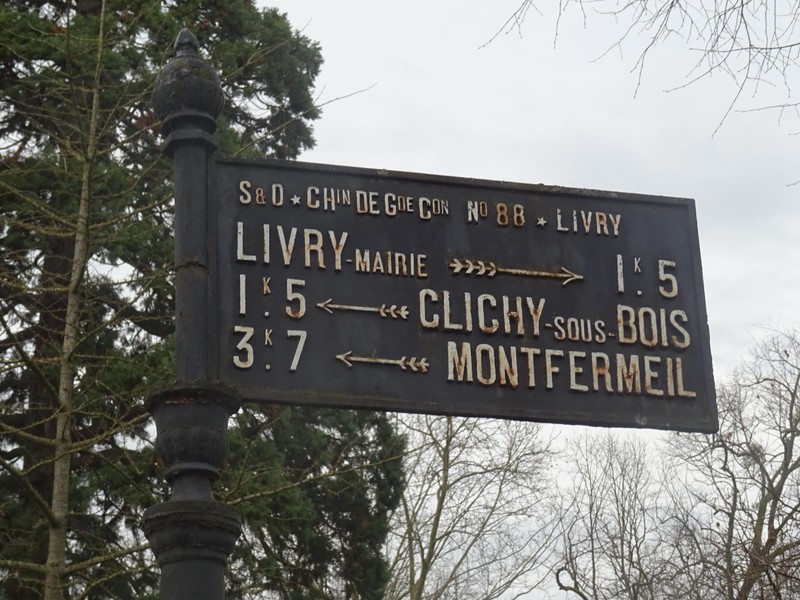 S&O ★ CHIN DE GDE CON NO 88 ★ LIVRY
LIVRY-MAIRIE 1K.5
1K.5 CLICHY-SOUS-BOIS
3K.7 MONTFERMEIL